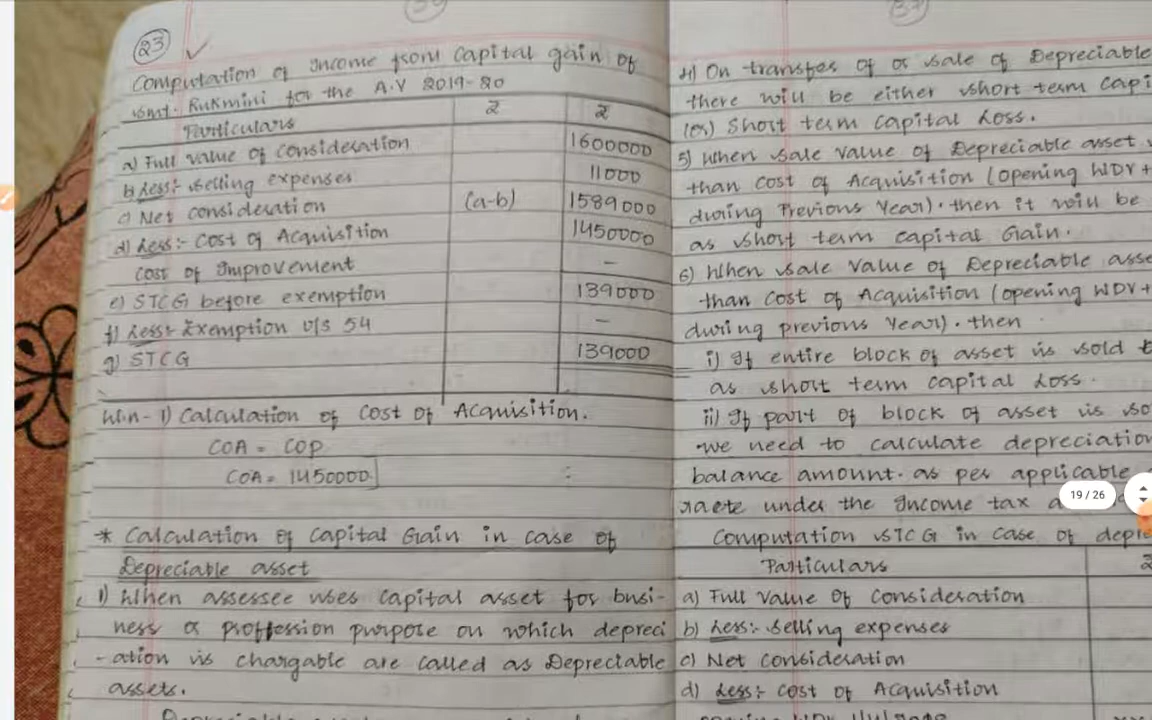 23
Computation of Income from Capital gain of
Smt. Rukmini for the A.Y 2019-20
Particulars ₹ ₹
a) Full value of consideration 1600000
b) Less:- Selling expenses 11000
c) Net consideration (a-b) 1589000
d) Less:- Cost of Acquisition 1450000
Cost of Improvement –
e) STCG before exemption 139000
f) Less:- Exemption U/S 54 –
g) STCG 139000
W.n-1) Calculation of Cost of Acquisition.
COA = COP
COA = 1450000
* Calculation of Capital Gain in case of
Depreciable asset
1) When assessee uses capital asset for busi-
ness or proffession purpose on which depreci
-ation is chargable are called as Depreciable
assets.
4) On transfer of or sale of Depreciable
there will be either short term capi
(or) Short term Capital Loss.
5) When sale value of Depreciable asset
than cost of Acquisition (opening WDV +
during Previous Year). then it will be
as short term capital Gain.
6) When sale value of Depreciable asse
than Cost of Acquisition (opening WDV +
during previous Year). then
i) If entire block of asset is sold
as short term capital Loss.
ii) If part of block of asset is so
we need to calculate depreciation
balance amount. as per applicable
raete under the Income tax a
19 / 26
Computation STCG in case of depre
Particulars ₹
a) Full value of consideration
b) Less:- Selling expenses
c) Net consideration
d) Less:- Cost of Acquisition